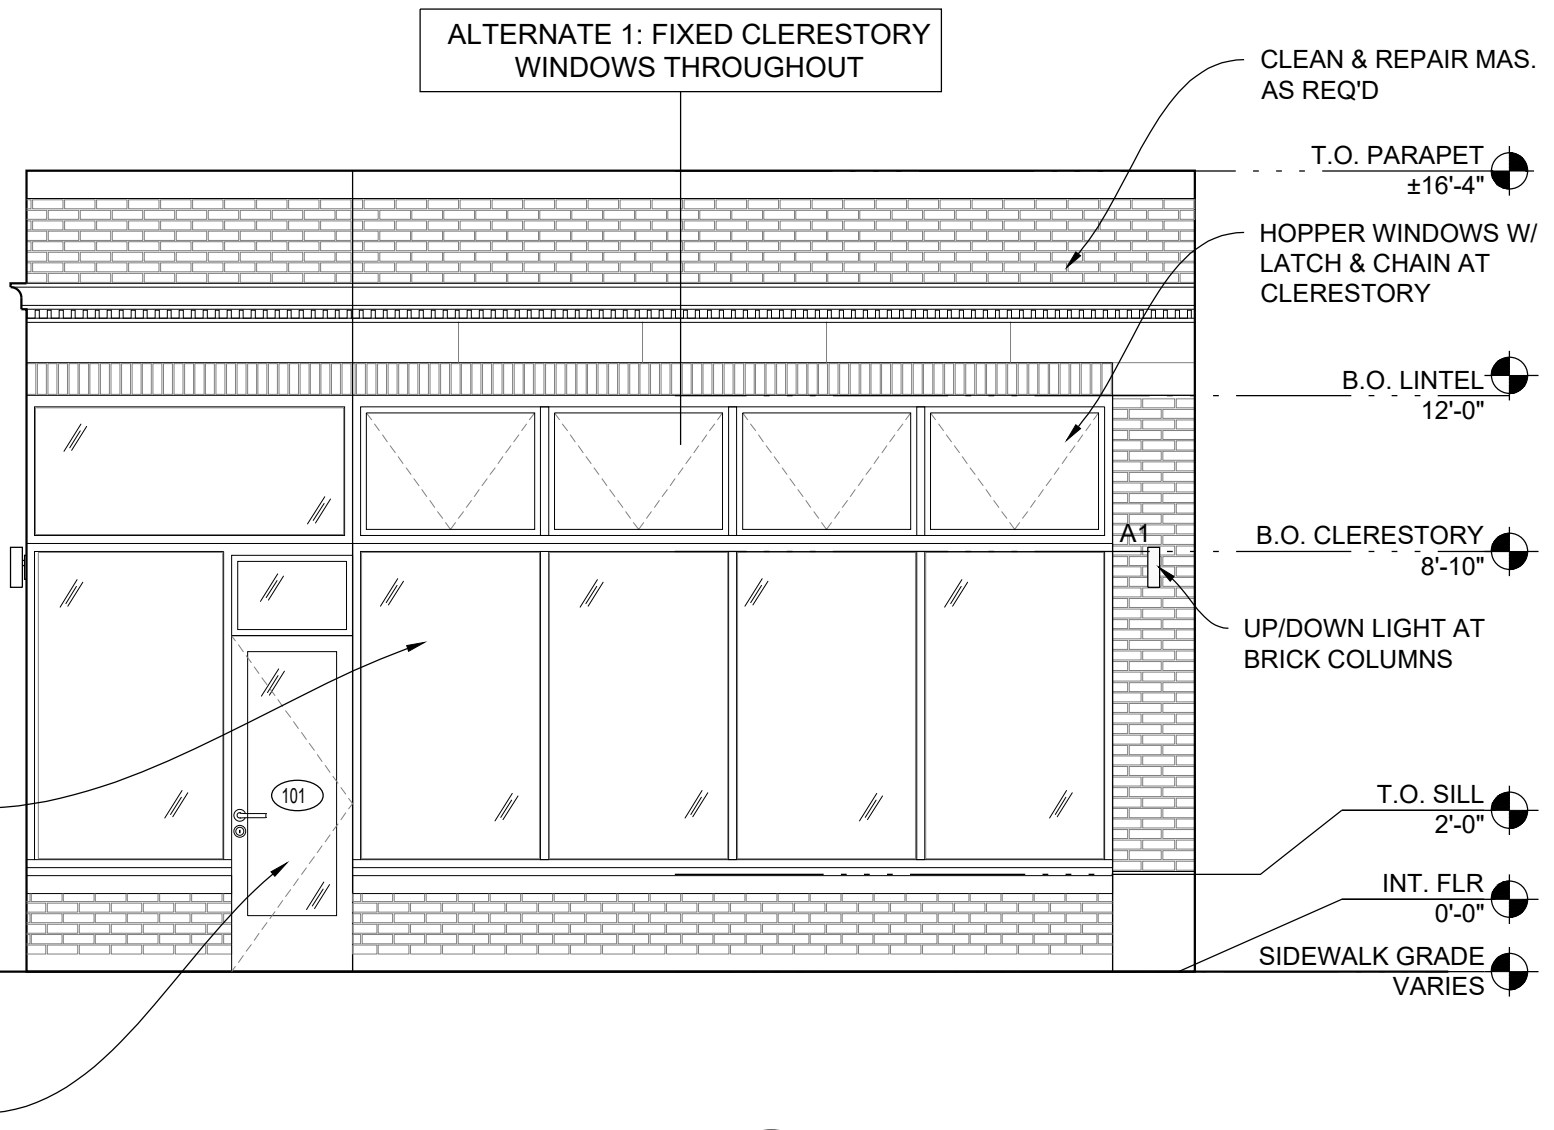 ALTERNATE 1: FIXED CLERESTORY
WINDOWS THROUGHOUT
CLEAN & REPAIR MAS.
AS REQ'D
T.O. PARAPET
±16'-4"
HOPPER WINDOWS W/
LATCH & CHAIN AT
CLERESTORY
B.O. LINTEL
12'-0"
A1
B.O. CLERESTORY
8'-10"
UP/DOWN LIGHT AT
BRICK COLUMNS
101
T.O. SILL
2'-0"
INT. FLR
0'-0"
SIDEWALK GRADE
VARIES